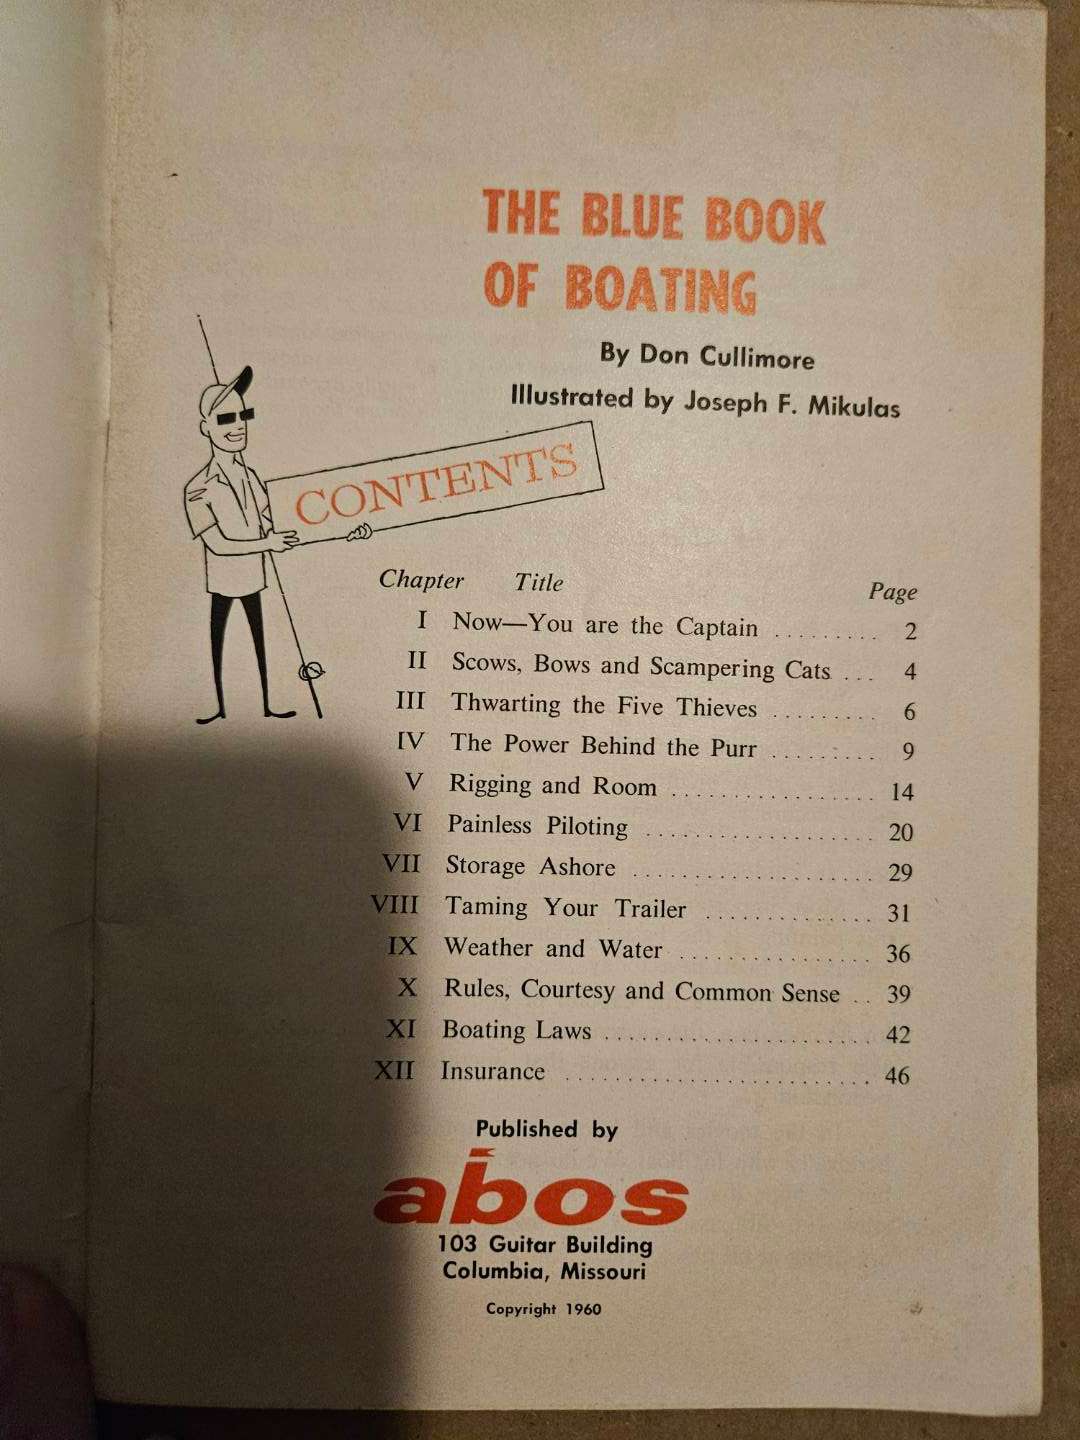 THE BLUE BOOK
OF BOATING
By Don Cullimore
Illustrated by Joseph F. Mikulas
CONTENTS
Chapter Title Page
I Now—You are the Captain ......... 2
II Scows, Bows and Scampering Cats ... 4
III Thwarting the Five Thieves ......... 6
IV The Power Behind the Purr ......... 9
V Rigging and Room ................. 14
VI Painless Piloting ................... 20
VII Storage Ashore .................... 29
VIII Taming Your Trailer .............. 31
IX Weather and Water ................ 36
X Rules, Courtesy and Common Sense .. 39
XI Boating Laws ...................... 42
XII Insurance .......................... 46
Published by
abos
103 Guitar Building
Columbia, Missouri
Copyright 1960